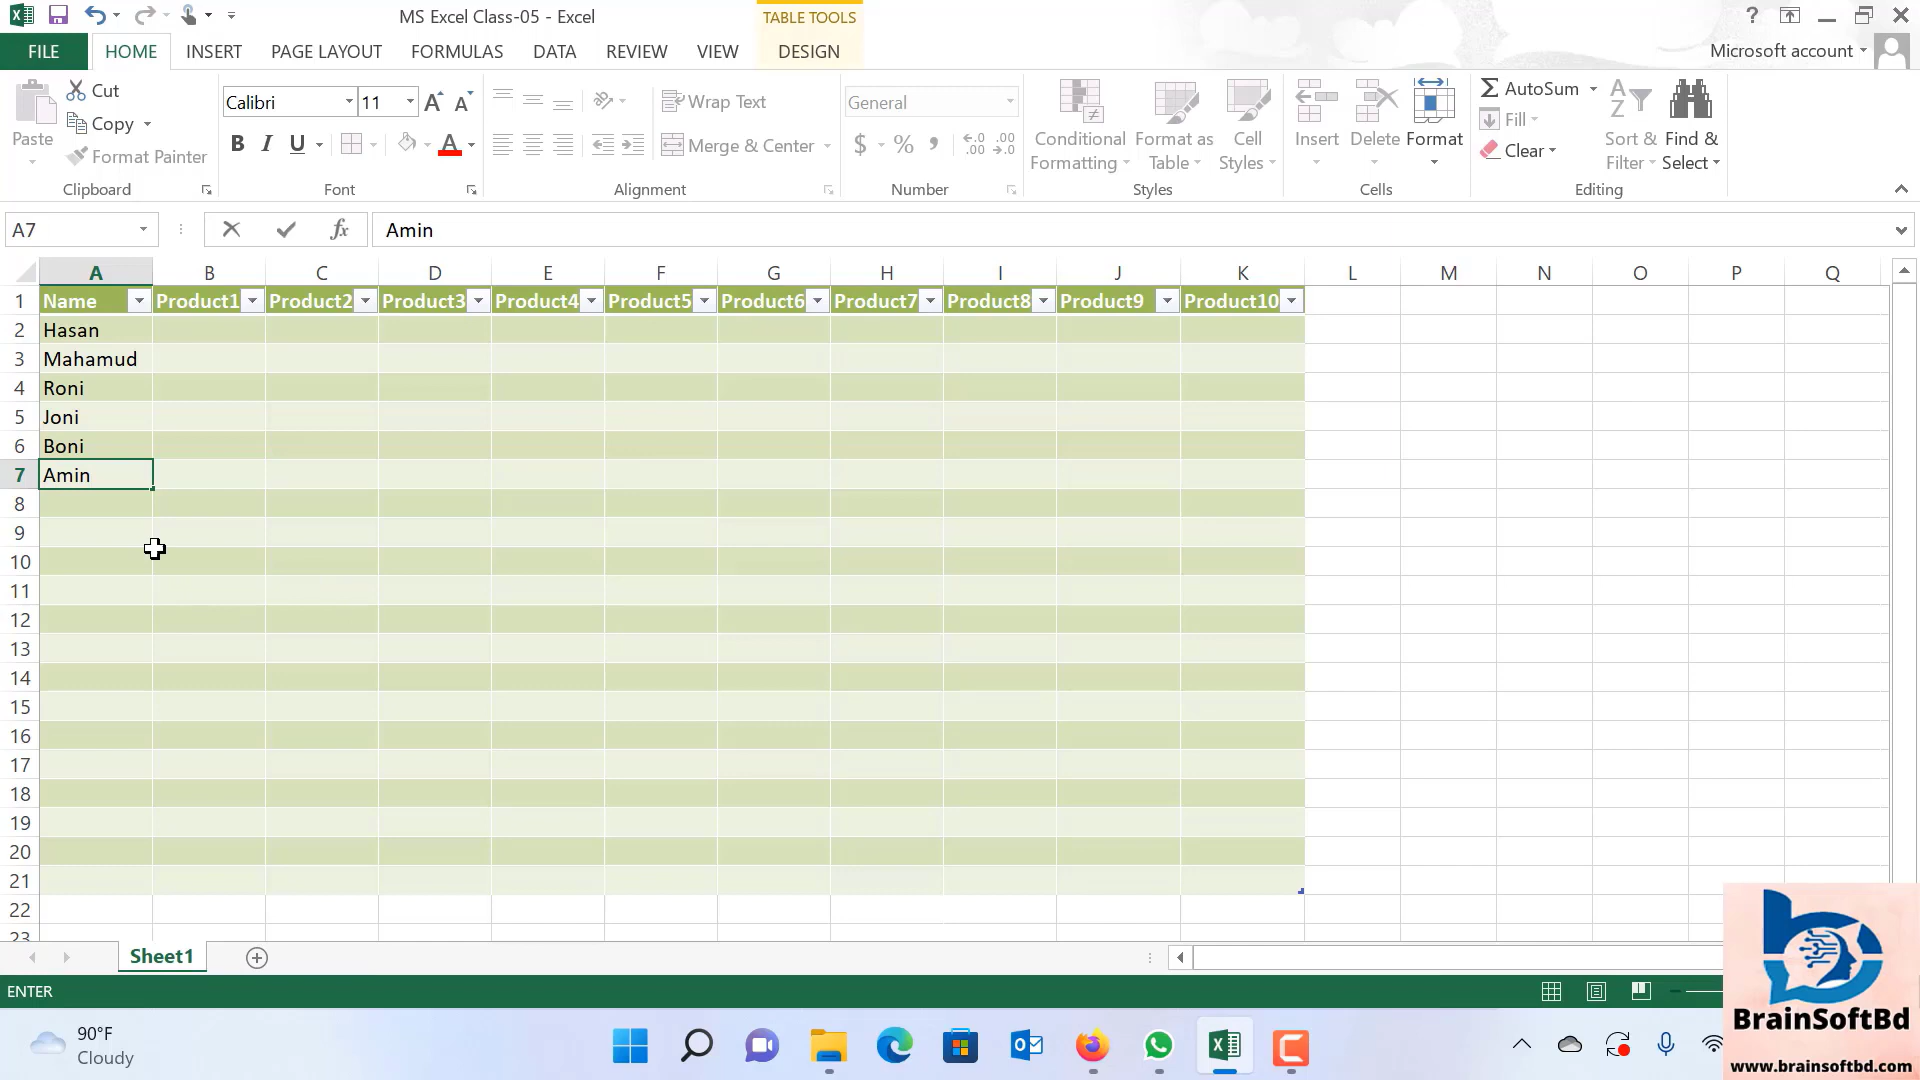 MS Excel Class-05 - Excel
TABLE TOOLS
?
FILE HOME INSERT PAGE LAYOUT FORMULAS DATA REVIEW VIEW DESIGN
Microsoft account
Paste
Cut
Copy
Format Painter
Clipboard
Calibri 11
B I U A
Font
Wrap Text
Merge & Center
Alignment
General
$ % ,
Number
Conditional Formatting
Format as Table
Cell Styles
Styles
Insert
Delete
Format
Cells
AutoSum
Fill
Clear
Sort & Filter
Find & Select
Editing
A7 fx Amin
A B C D E F G H I J K L M N O P Q
1 Name Product1 Product2 Product3 Product4 Product5 Product6 Product7 Product8 Product9 Product10
2 Hasan
3 Mahamud
4 Roni
5 Joni
6 Boni
7 Amin
8
9
10
11
12
13
14
15
16
17
18
19
20
21
22
23
Sheet1
ENTER
90°F
Cloudy
BrainSoftBd
www.brainsoftbd.com